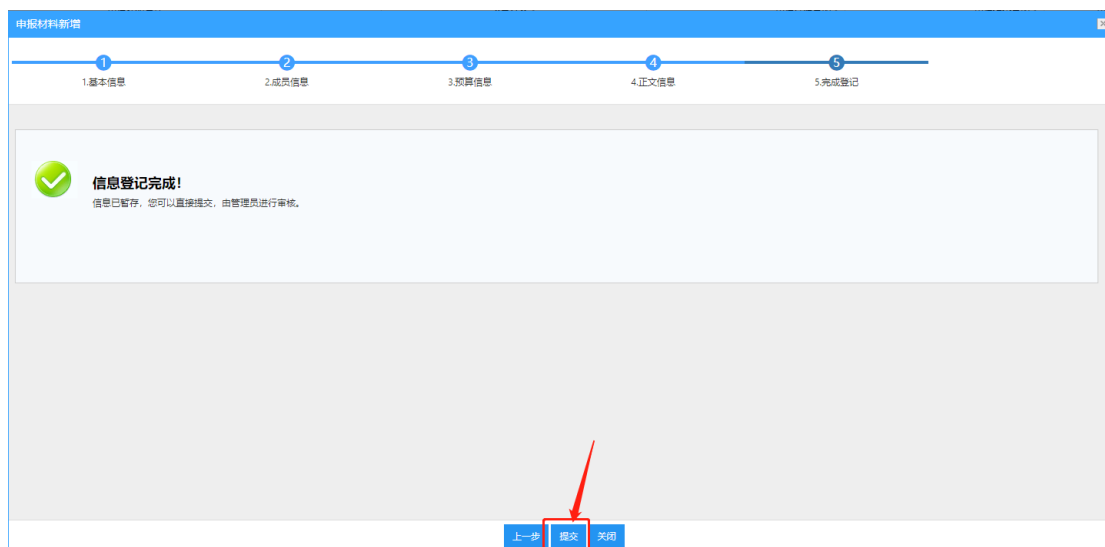 申报材料新增
1
2
3
4
5
1.基本信息
2.成员信息
3.预算信息
4.正文信息
5.完成登记
信息登记完成!
信息已暂存，您可以直接提交，由管理员进行审核。
上一步
提交
关闭